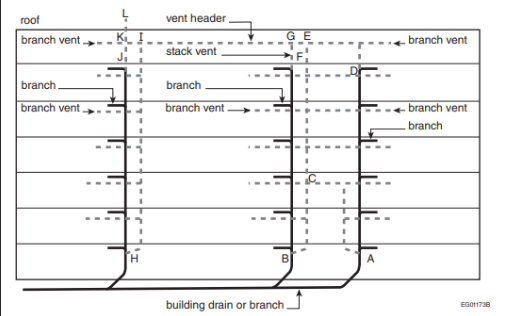 L
roof
vent header
branch vent
K
I
G
E
branch vent
stack vent
J
F
D
branch
branch
branch vent
branch vent
branch vent
branch
C
H
B
A
building drain or branch
EG01173B